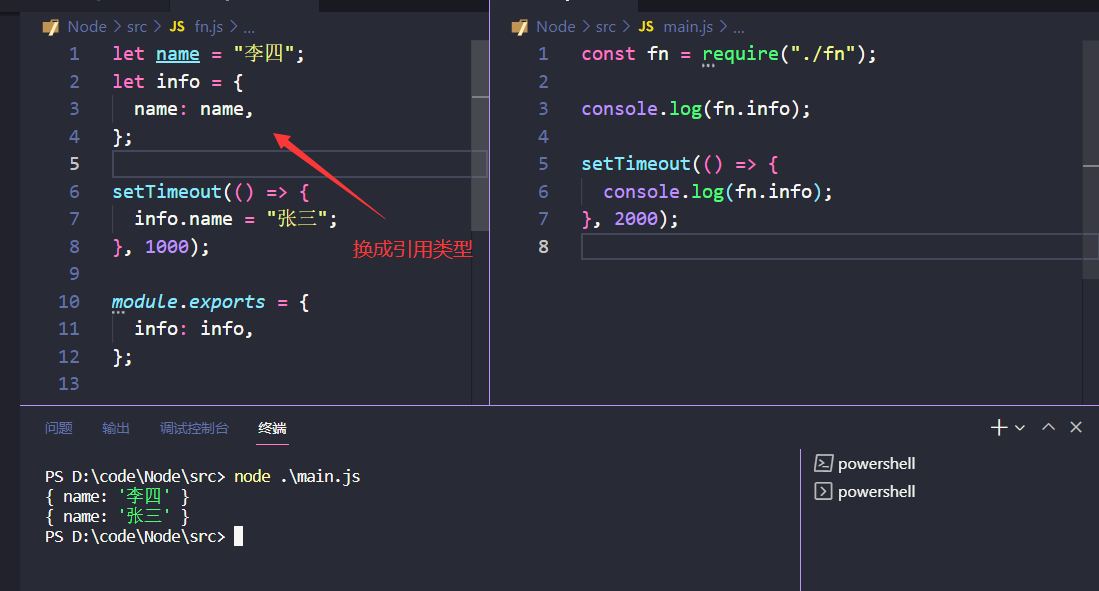 Node > src > JS fn.js > ...
1 let name = "李四";
2 let info = {
3 name: name,
4 };
5
6 setTimeout(() => {
7 info.name = "张三";
8 }, 1000);
9
10 module.exports = {
11 info: info,
12 };
13
换成引用类型
Node > src > JS main.js > ...
1 const fn = require("./fn");
2
3 console.log(fn.info);
4
5 setTimeout(() => {
6 console.log(fn.info);
7 }, 2000);
8
问题 输出 调试控制台 终端
PS D:\code\Node\src> node .\main.js
{ name: '李四' }
{ name: '张三' }
PS D:\code\Node\src>
powershell
powershell